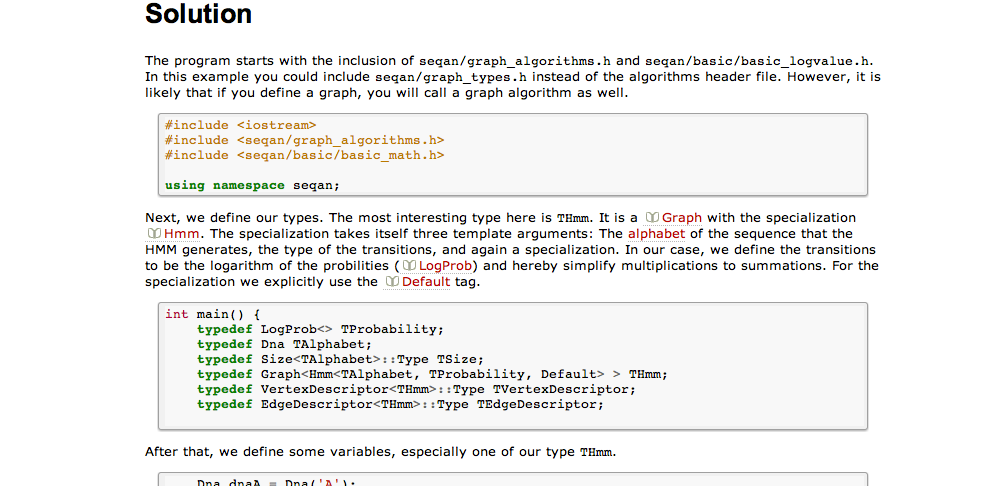 Solution
The program starts with the inclusion of seqan/graph_algorithms.h and seqan/basic/basic_logvalue.h.
In this example you could include seqan/graph_types.h instead of the algorithms header file. However, it is
likely that if you define a graph, you will call a graph algorithm as well.
#include <iostream>
#include <seqan/graph_algorithms.h>
#include <seqan/basic/basic_math.h>
using namespace seqan;
Next, we define our types. The most interesting type here is THmm. It is a Graph with the specialization
Hmm. The specialization takes itself three template arguments: The alphabet of the sequence that the
HMM generates, the type of the transitions, and again a specialization. In our case, we define the transitions
to be the logarithm of the probilities (LogProb) and hereby simplify multiplications to summations. For the
specialization we explicitly use the Default tag.
int main() {
typedef LogProb<> TProbability;
typedef Dna TAlphabet;
typedef Size<TAlphabet>::Type TSize;
typedef Graph<Hmm<TAlphabet, TProbability, Default> > THmm;
typedef VertexDescriptor<THmm>::Type TVertexDescriptor;
typedef EdgeDescriptor<THmm>::Type TEdgeDescriptor;
After that, we define some variables, especially one of our type THmm.
Dna dnaA = Dna('A');